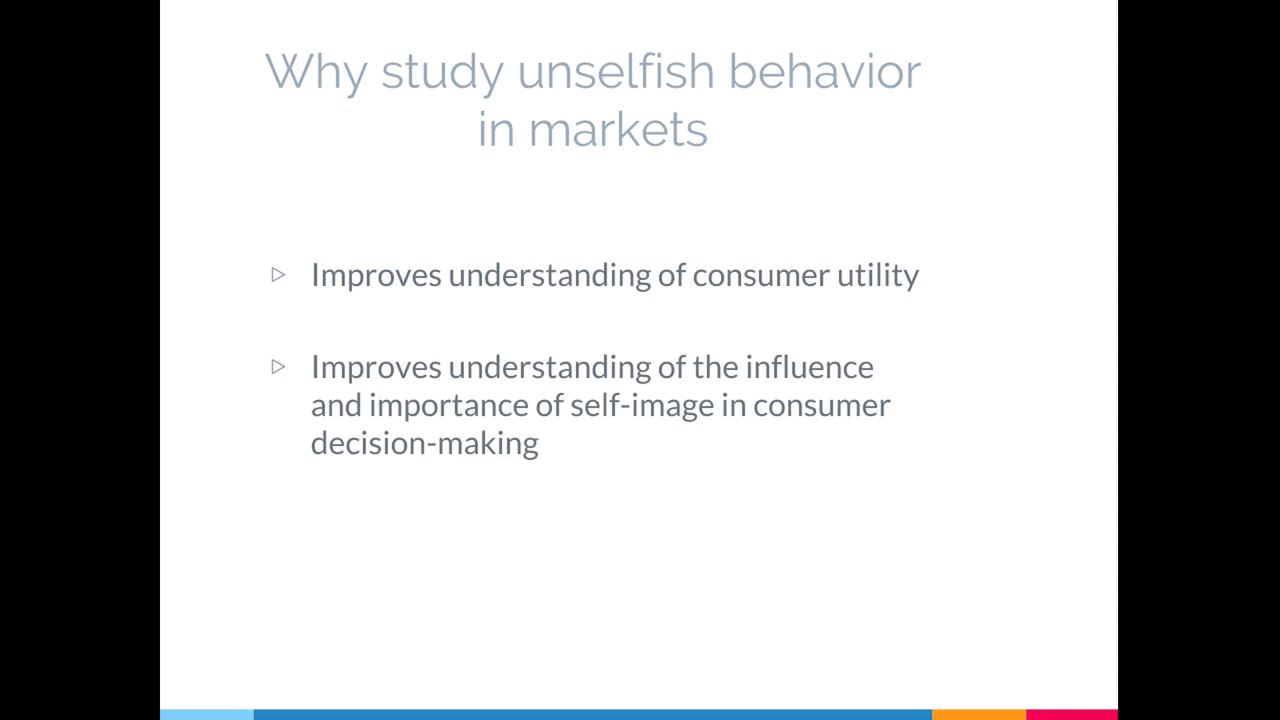 Why study unselfish behavior
in markets
▷ Improves understanding of consumer utility
▷ Improves understanding of the influence
and importance of self-image in consumer
decision-making